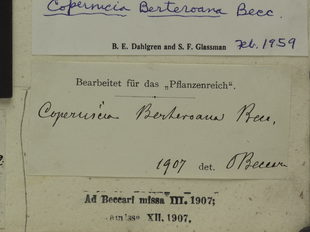 Copernicia Berteroana Becc.
B. E. Dahlgren and S. F. Glassman Feb. 1959
Bearbeitet für das „Pflanzenreich“.
Copernicia Berteroana Becc.
1907 det. O Beccari
Ad Beccari missa III. 1907;
missa XII. 1907.